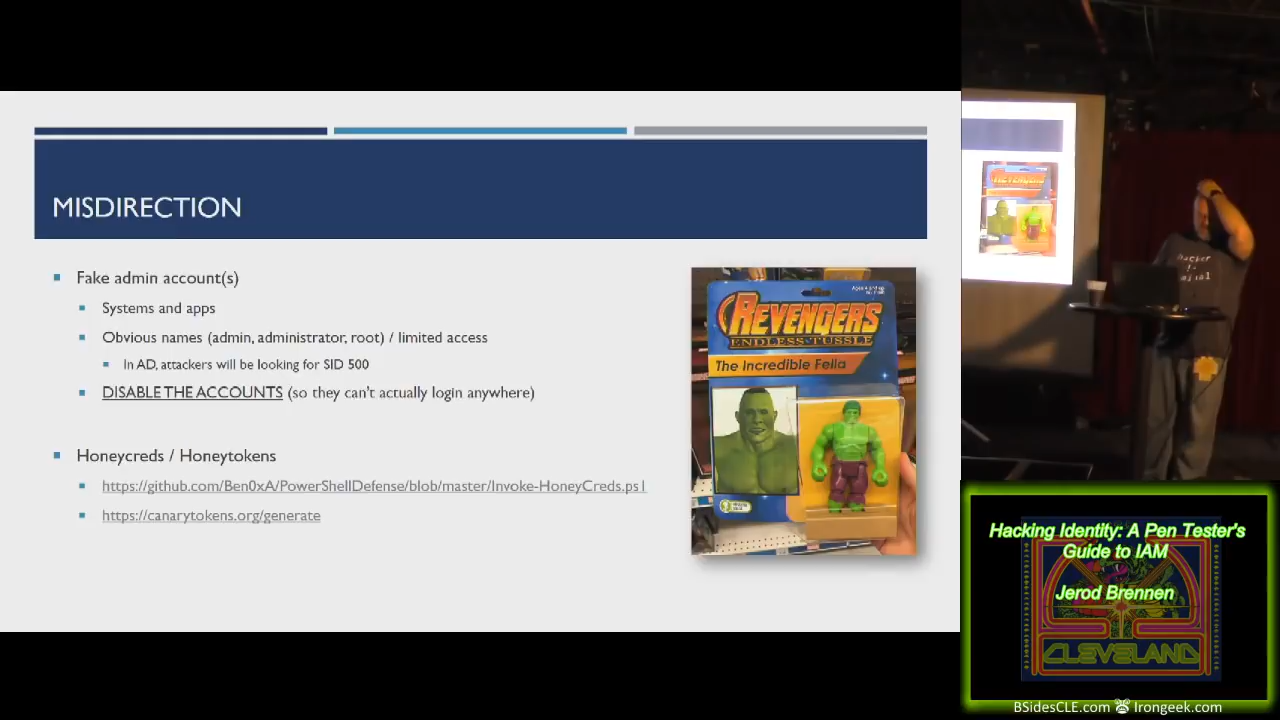 MISDIRECTION
Fake admin account(s)
Systems and apps
Obvious names (admin, administrator, root) / limited access
In AD, attackers will be looking for SID 500
DISABLE THE ACCOUNTS (so they can't actually login anywhere)
Honeycreds / Honeytokens
https://github.com/Ben0xA/PowerShellDefense/blob/master/Invoke-HoneyCreds.ps1
https://canarytokens.org/generate
REVENGERS
ENDLESS TUSSLE
The Incredible Fella
REVENGERS
Hacking Identity: A Pen Tester's
Guide to IAM
Jerod Brennen
CLEVELAND
BSidesCLE.com Irongeek.com